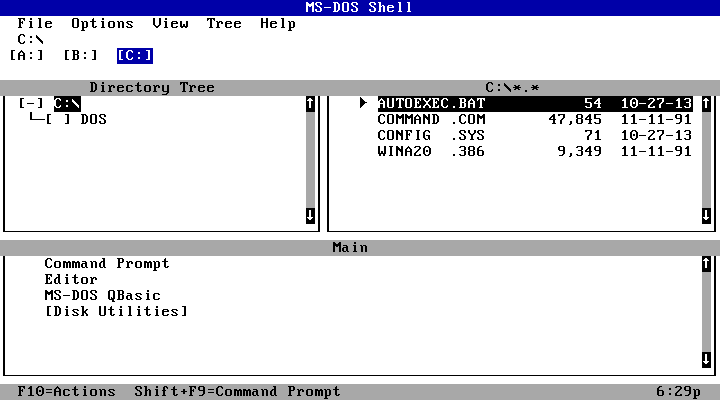 MS-DOS Shell
File Options View Tree Help
C:\
[A:] [B:] [C:]
Directory Tree
C:\*.*
[-] C:\
[ ] DOS
AUTOEXEC.BAT 54 10-27-13
COMMAND .COM 47,845 11-11-91
CONFIG .SYS 71 10-27-13
WINA20 .386 9,349 11-11-91
Main
Command Prompt
Editor
MS-DOS QBasic
[Disk Utilities]
F10=Actions Shift+F9=Command Prompt 6:29p